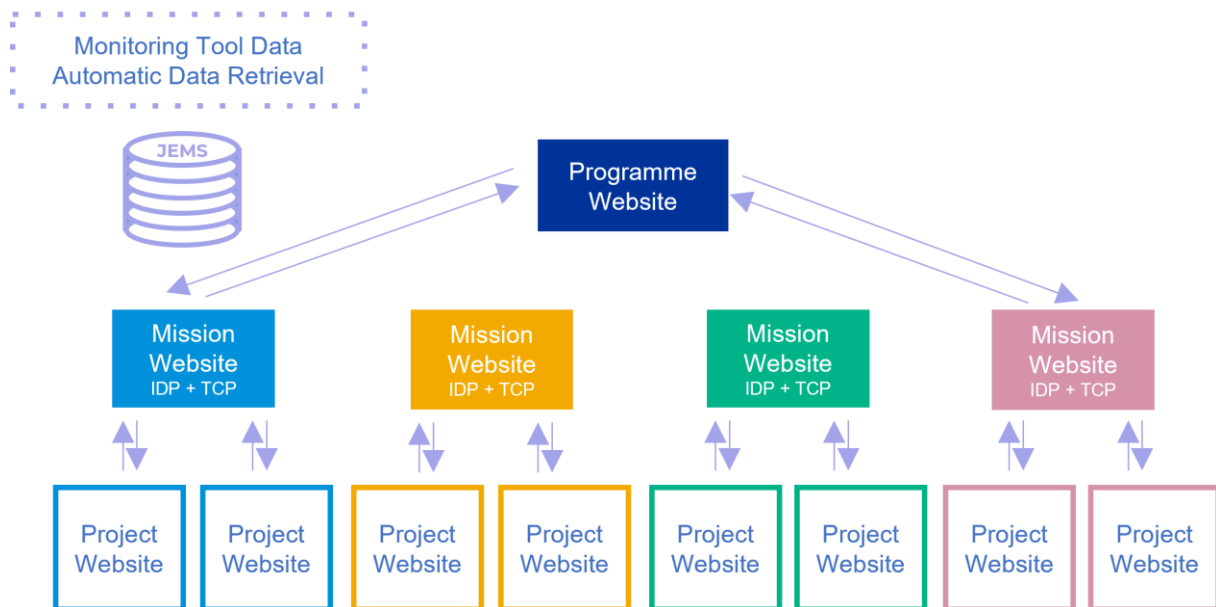 Monitoring Tool Data
Automatic Data Retrieval
JEMS
Programme
Website
Mission
Website
IDP + TCP
Mission
Website
IDP + TCP
Mission
Website
IDP + TCP
Mission
Website
IDP + TCP
Project
Website
Project
Website
Project
Website
Project
Website
Project
Website
Project
Website
Project
Website
Project
Website